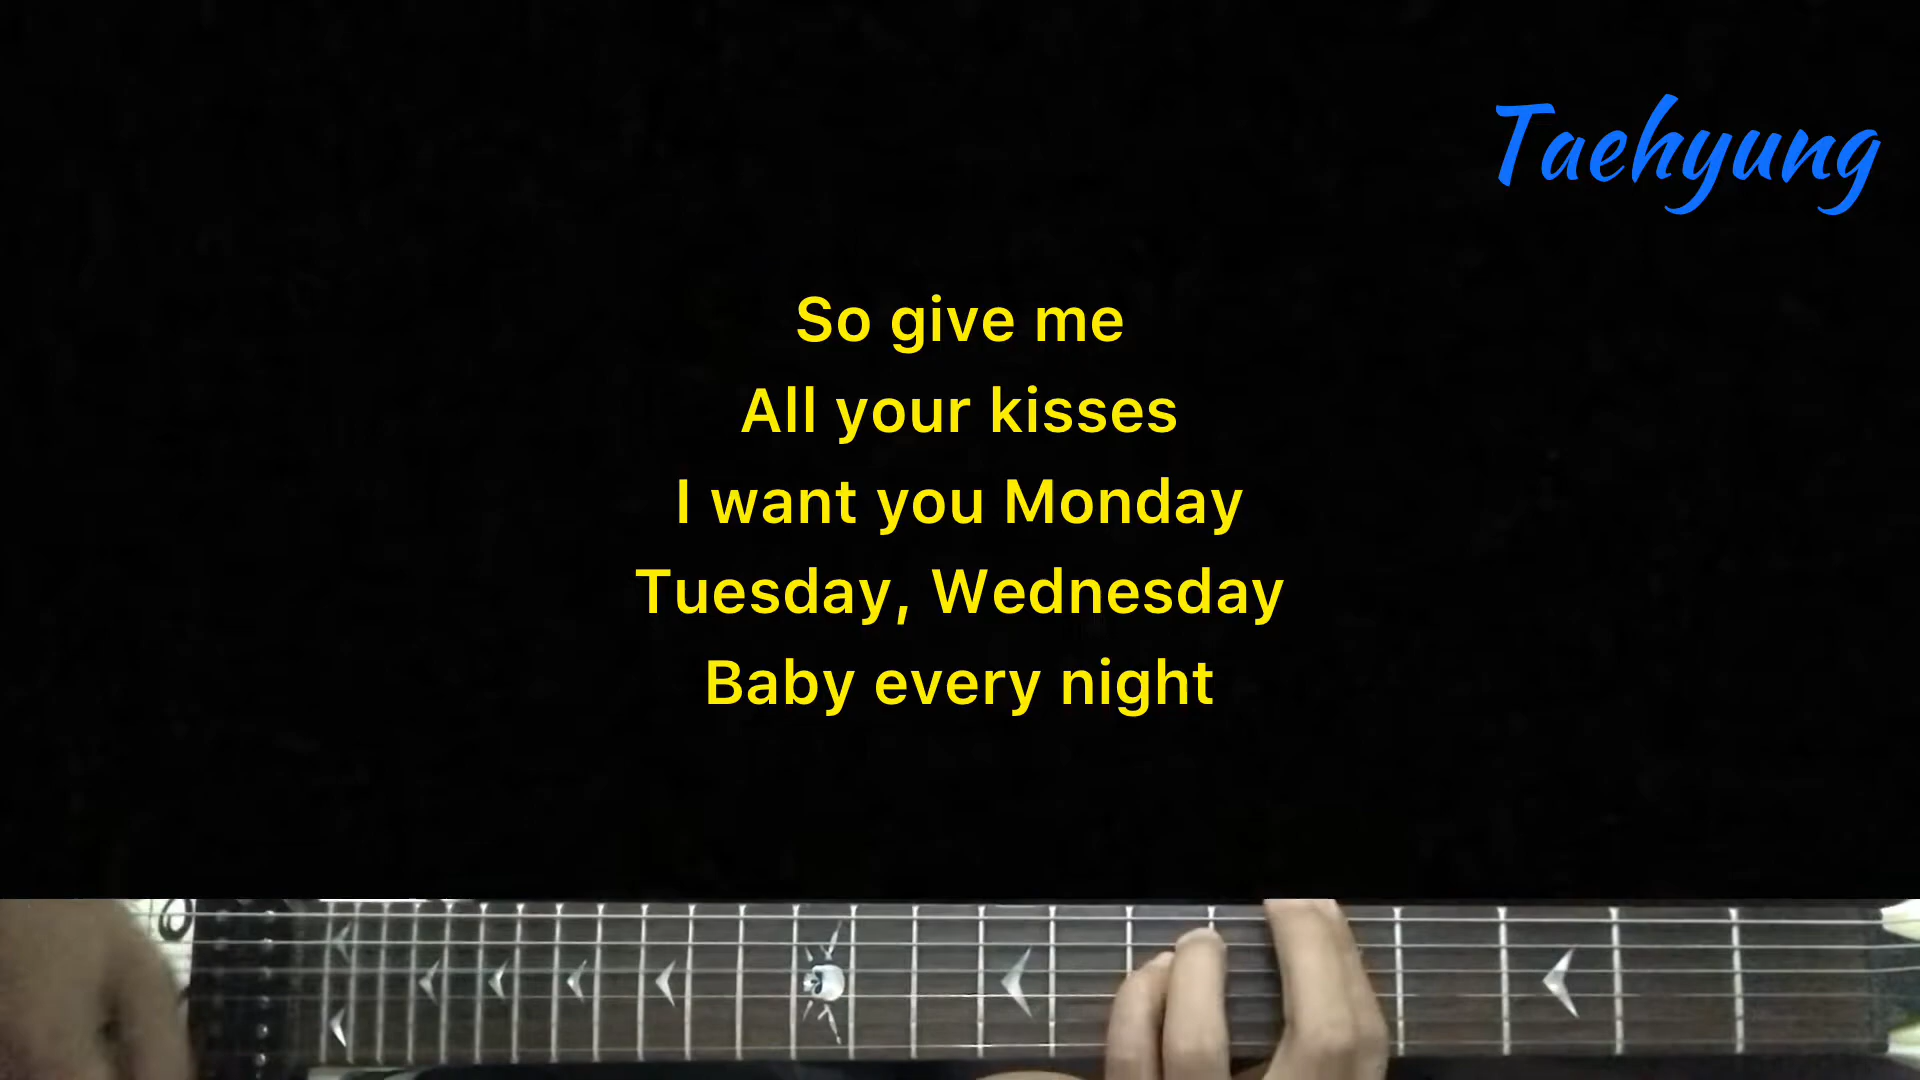 Taehyung
So give me
All your kisses
I want you Monday
Tuesday, Wednesday
Baby every night